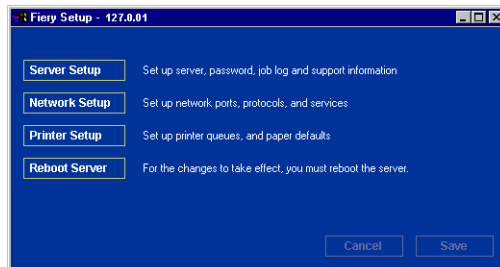 Fiery Setup - 127.0.01
Server Setup Set up server, password, job log and support information
Network Setup Set up network ports, protocols, and services
Printer Setup Set up printer queues, and paper defaults
Reboot Server For the changes to take effect, you must reboot the server.
Cancel Save